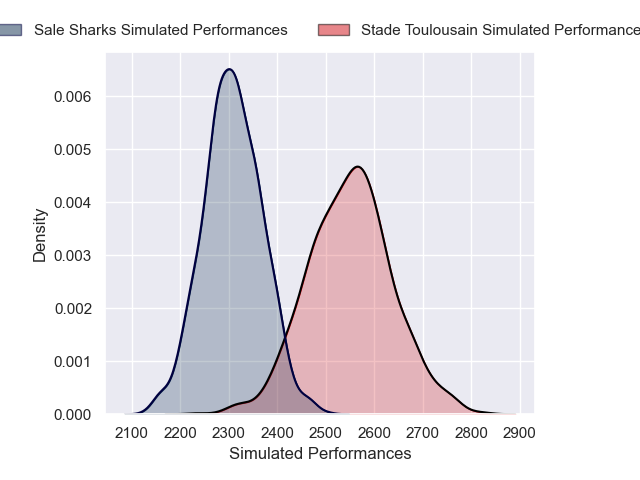 Sale Sharks Simulated Performances Stade Toulousain Simulated Performance
0.006
0.005
0.004
0.003
0.002
0.001
0.000
Density
2100 2200 2300 2400 2500 2600 2700 2800 2900
Simulated Performances